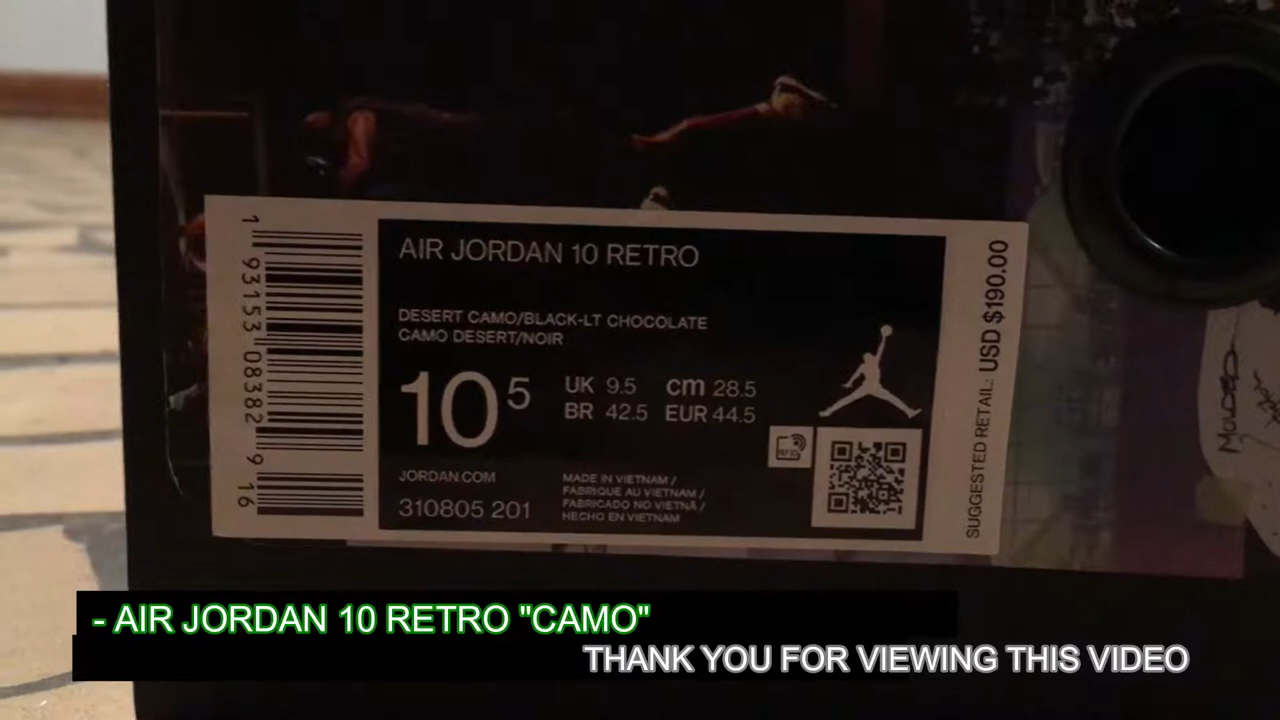 AIR JORDAN 10 RETRO
DESERT CAMO/BLACK-LT CHOCOLATE
CAMO DESERT/NOIR
10 5
UK 9.5 cm 28.5
BR 42.5 EUR 44.5
JORDAN.COM
310805 201
MADE IN VIETNAM /
FABRIQUE AU VIETNAM /
FABRICADO NO VIETNÃ /
HECHO EN VIETNAM
RFID
1 93153 08382 9 16
SUGGESTED RETAIL: USD $190.00
MOLDED
- AIR JORDAN 10 RETRO "CAMO"
THANK YOU FOR VIEWING THIS VIDEO